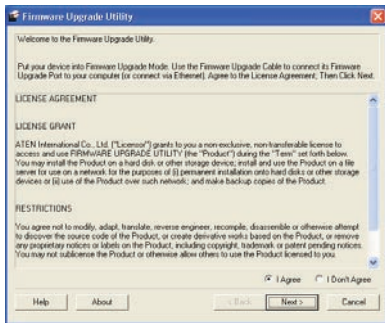 Firmware Upgrade Utility
Welcome to the Firmware Upgrade Utility.
Put your device into Firmware Upgrade Mode. Use the Firmware Upgrade Cable to connect its Firmware
Upgrade Port to your computer (or connect via Ethernet). Agree to the License Agreement; Then Click Next.
LICENSE AGREEMENT
LICENSE GRANT
ATEN International Co., Ltd. ("Licensor") grants to you a non-exclusive, non-transferable license to
access and use FIRMWARE UPGRADE UTILITY (the "Product") during the "Term" set forth below.
You may install the Product on a hard disk or other storage device; install and use the Product on a file
server for use on a network for the purposes of (i) permanent installation onto hard disks or other storage
devices or (ii) use of the Product over such network; and make backup copies of the Product.
RESTRICTIONS
You agree not to modify, adapt, translate, reverse engineer, recompile, disassemble or otherwise attempt
to discover the source code of the Product, or create derivative works based on the Product, or remove
any proprietary notices or labels on the Product, including copyright, trademark or patent pending notices.
You may not sublicense the Product or otherwise allow others to use the Product licensed to you.
I Agree I Don't Agree
Help About < Back Next > Cancel